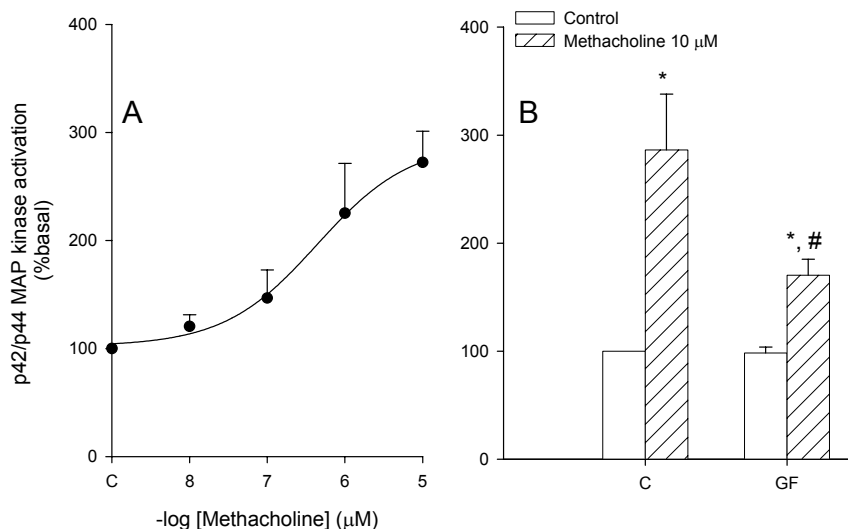 p42/p44 MAP kinase activation
(%basal)
400
300
200
100
0
A
C 8 7 6 5
-log [Methacholine] (μM)
Control
Methacholine 10 μM
400
300
200
100
0
B
*
*, #
C GF